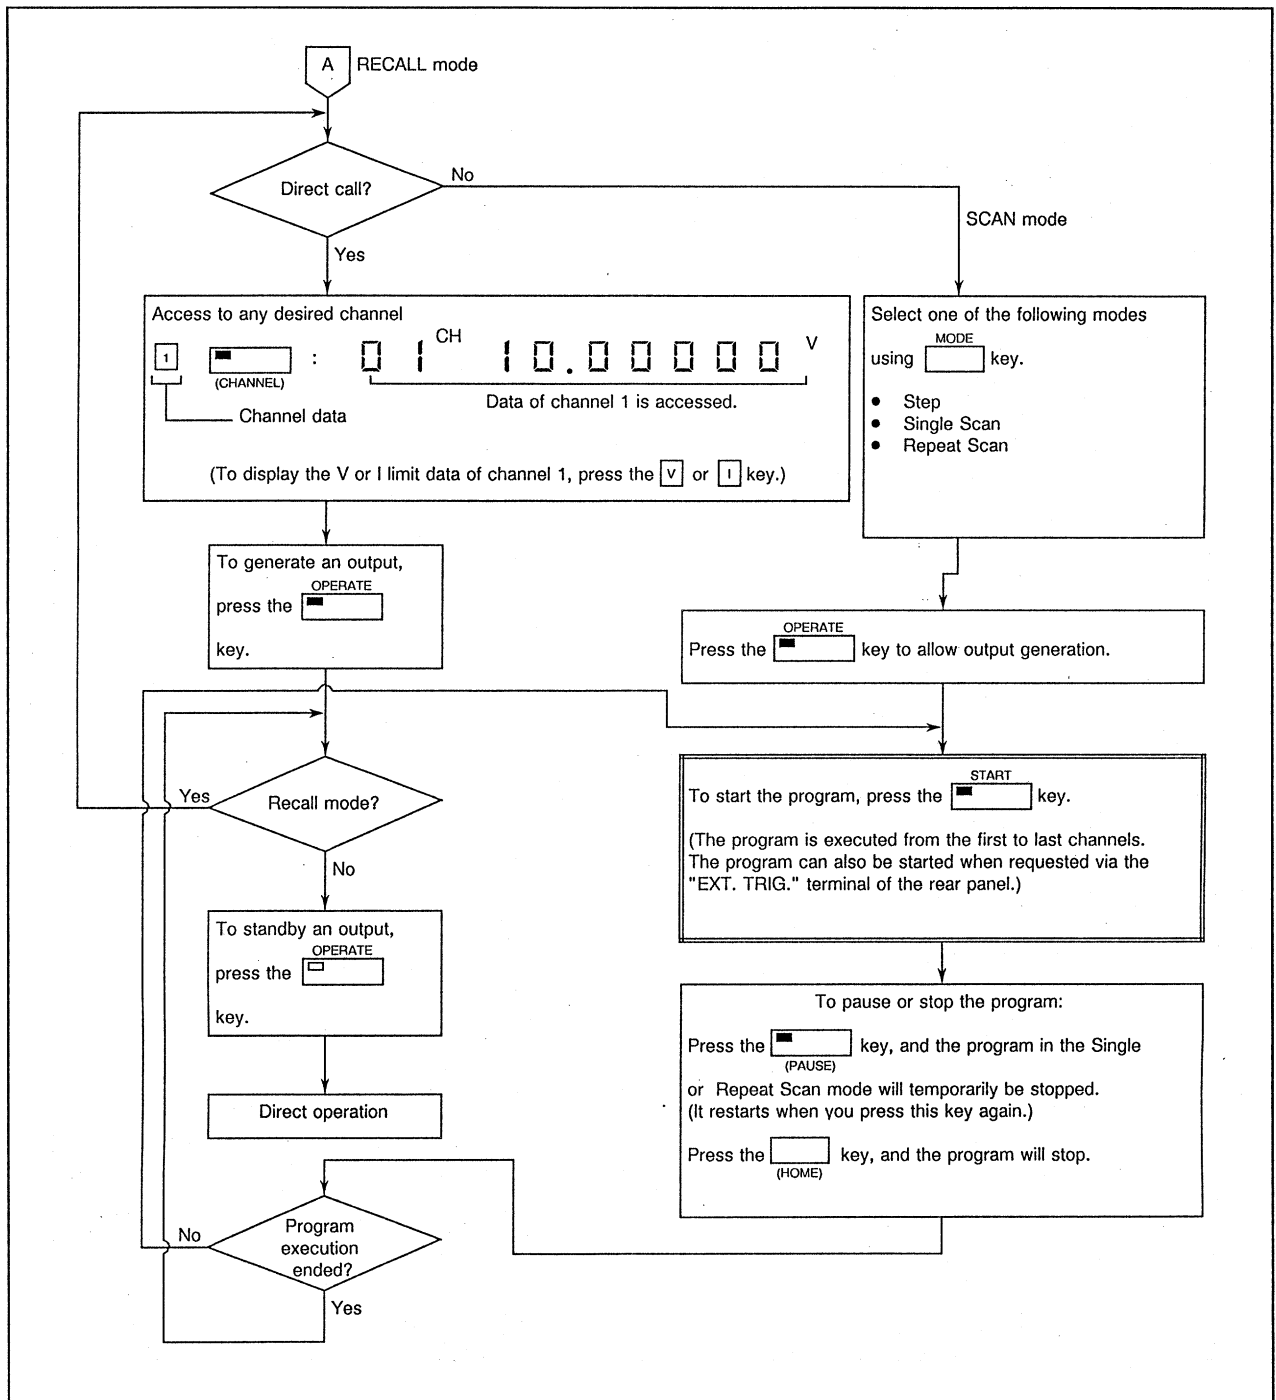 A RECALL mode
Direct call?
No
SCAN mode
Yes
Access to any desired channel
1 (CHANNEL) : 01 CH 10.00000 V
Channel data
Data of channel 1 is accessed.
(To display the V or I limit data of channel 1, press the V or I key.)
Select one of the following modes
MODE
using key.
● Step
● Single Scan
● Repeat Scan
To generate an output,
OPERATE
press the
key.
OPERATE
Press the key to allow output generation.
Yes
Recall mode?
No
START
To start the program, press the key.
(The program is executed from the first to last channels.
The program can also be started when requested via the
"EXT. TRIG." terminal of the rear panel.)
To standby an output,
OPERATE
press the
key.
Direct operation
To pause or stop the program:
Press the key, and the program in the Single
(PAUSE)
or Repeat Scan mode will temporarily be stopped.
(It restarts when you press this key again.)
Press the key, and the program will stop.
(HOME)
No
Program
execution
ended?
Yes